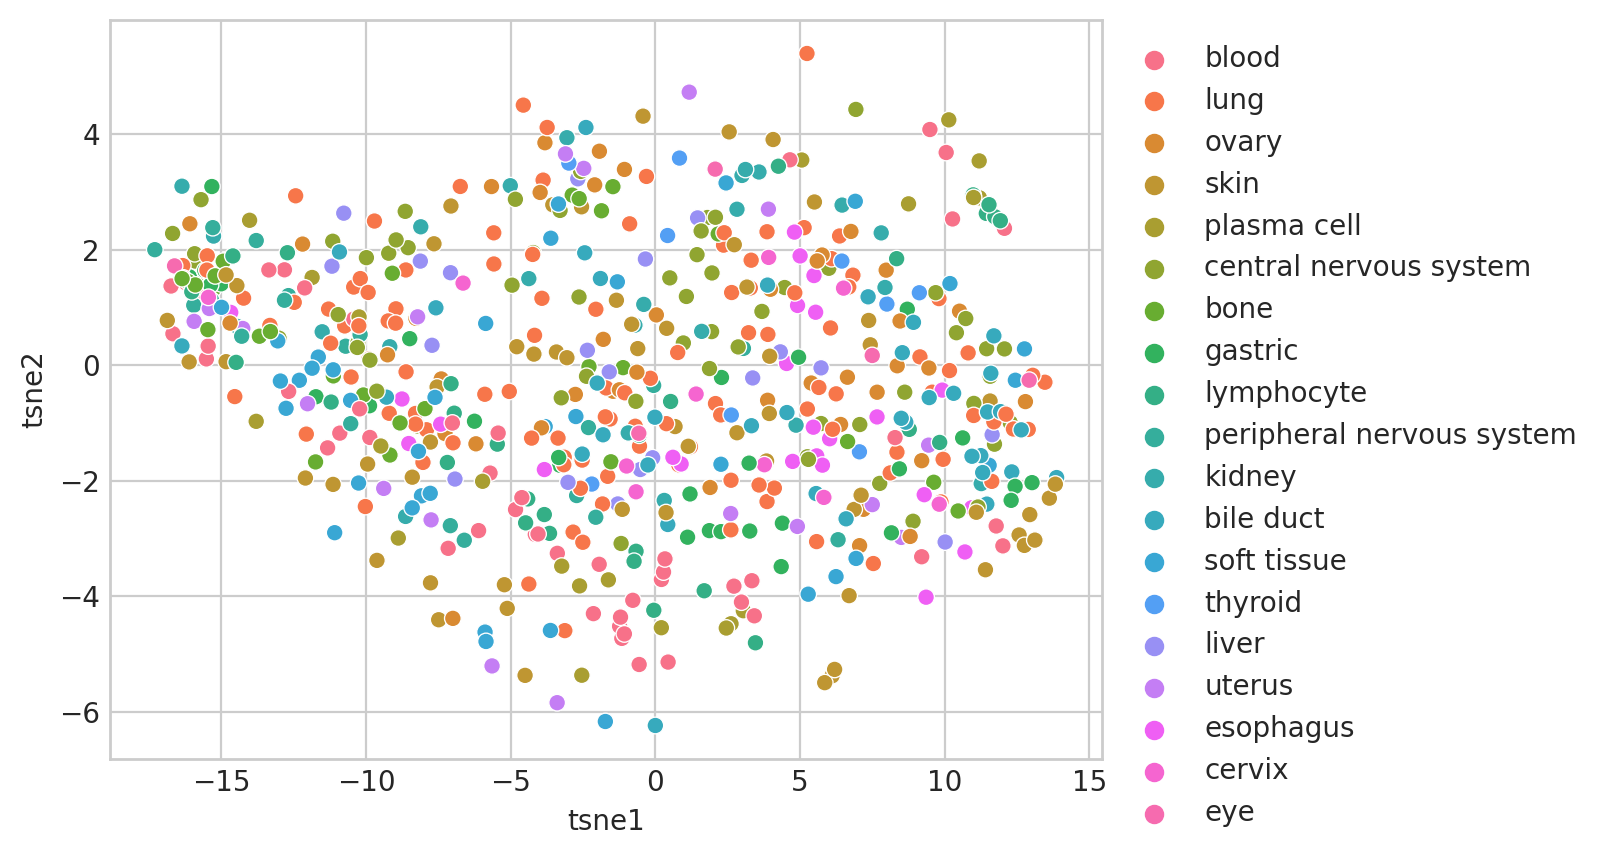 4
2
0
−2
−4
−6
tsne2
−15
−10
−5
0
5
10
15
tsne1
blood
lung
ovary
skin
plasma cell
central nervous system
bone
gastric
lymphocyte
peripheral nervous system
kidney
bile duct
soft tissue
thyroid
liver
uterus
esophagus
cervix
eye